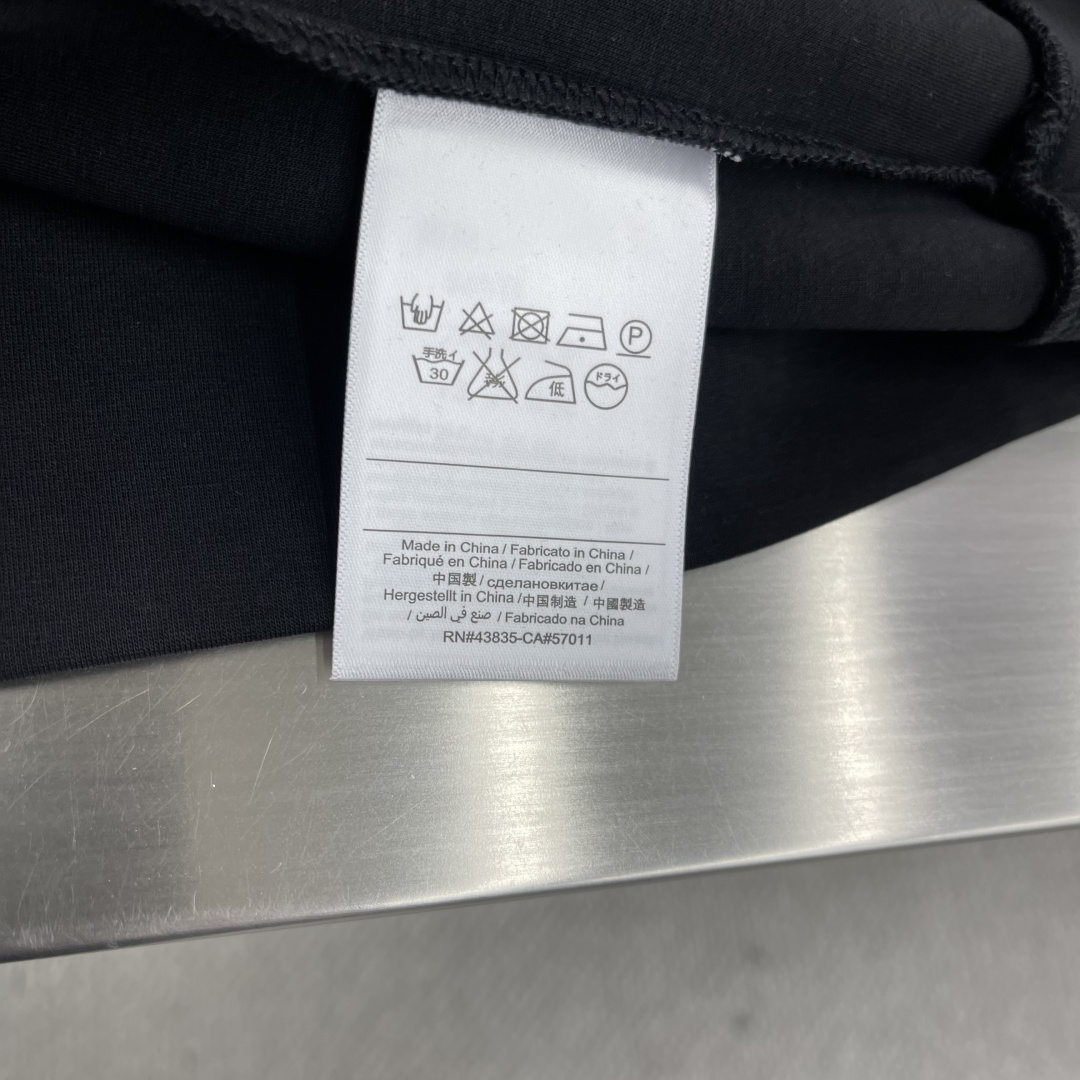 P
手洗イ
30
低
ドライ
Made in China / Fabricato in China /
Fabriqué en China / Fabricado en China /
中国製 / сделановкитае /
Hergestellt in China /中国制造 / 中國製造
/ صنع في الصين / Fabricado na China
RN#43835-CA#57011